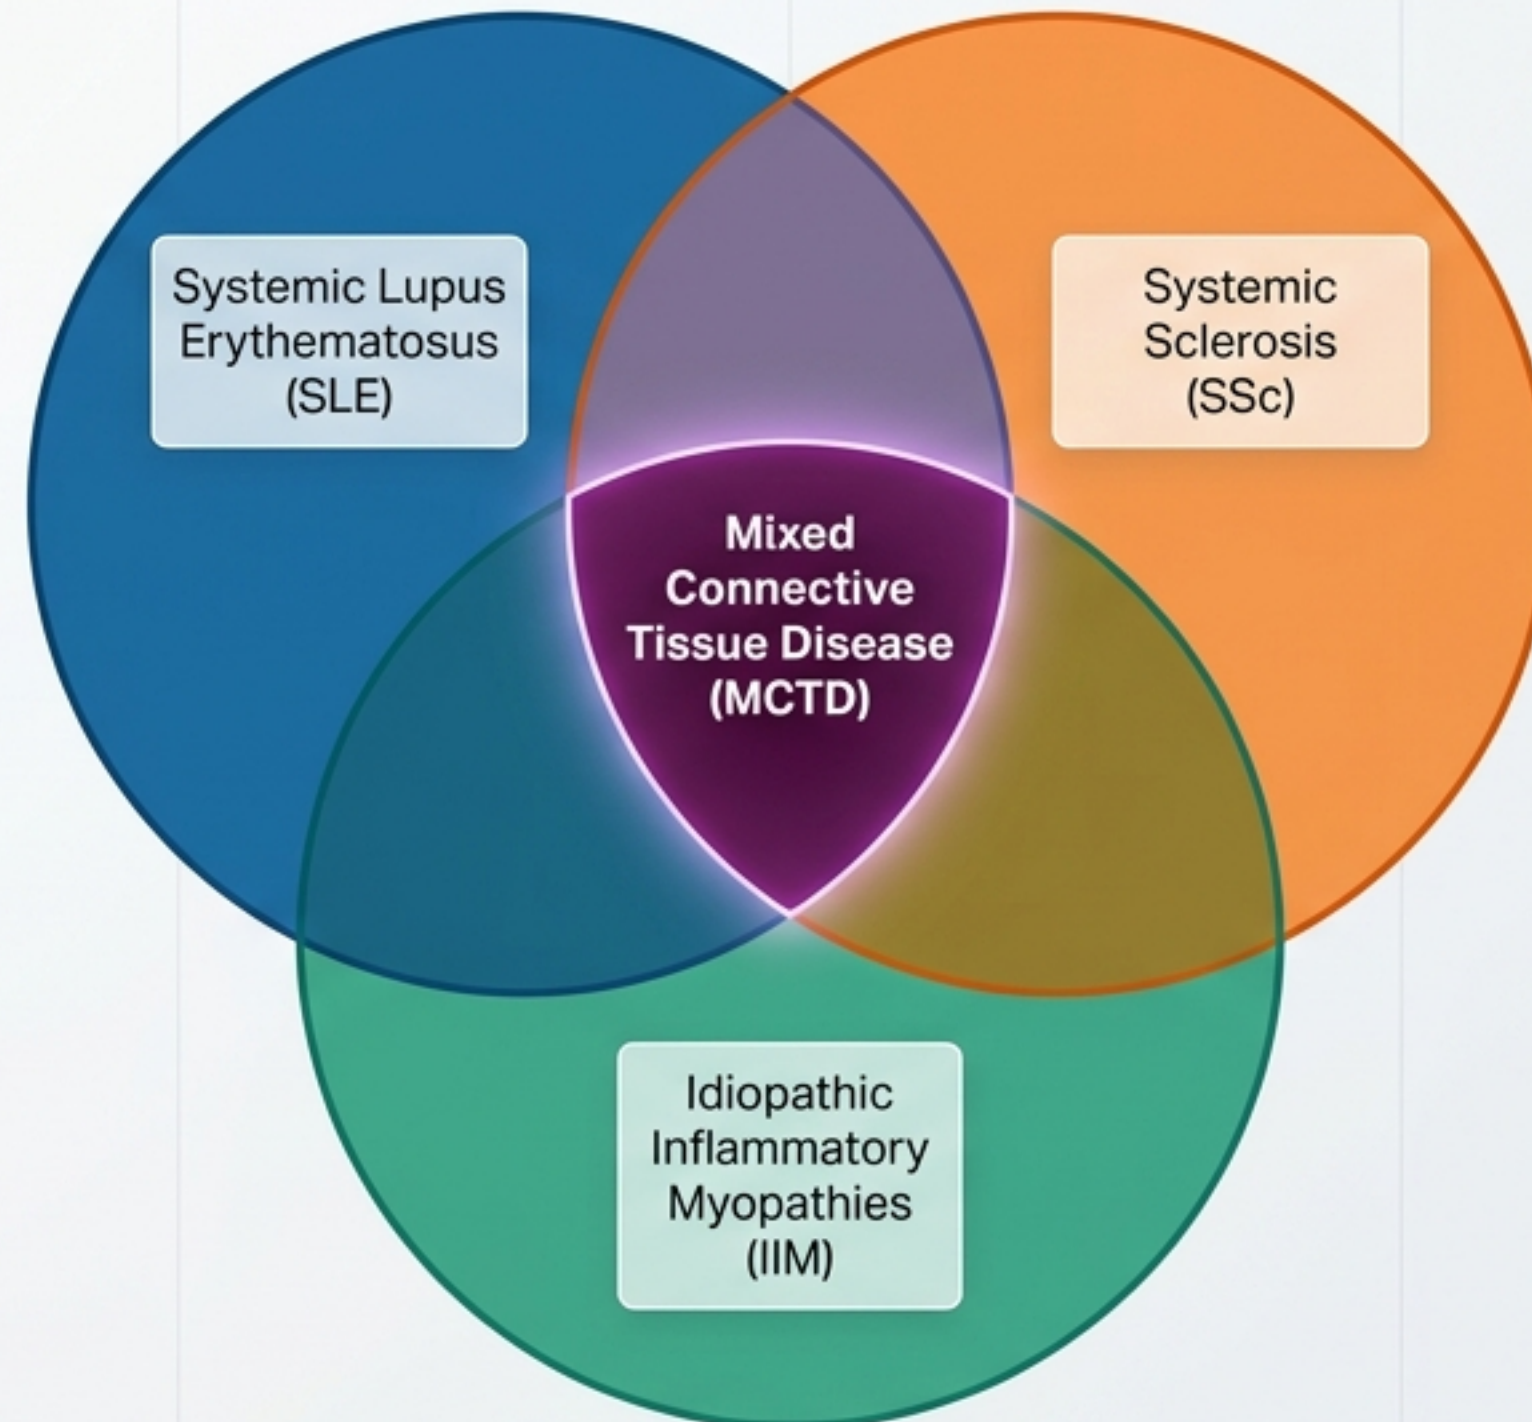 Systemic Lupus
Erythematosus
(SLE)
Systemic
Sclerosis
(SSc)
Mixed
Connective
Tissue Disease
(MCTD)
Idiopathic
Inflammatory
Myopathies
(IIM)